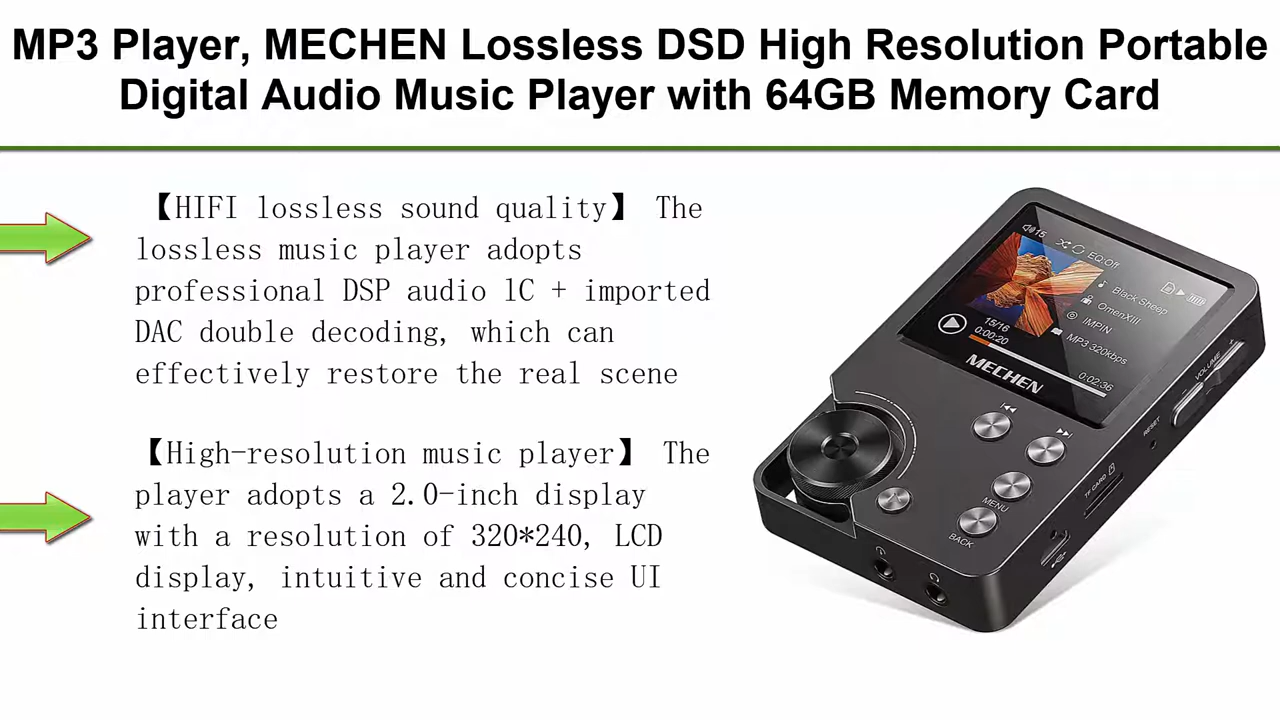 MP3 Player, MECHEN Lossless DSD High Resolution Portable
Digital Audio Music Player with 64GB Memory Card
【HIFI lossless sound quality】 The
lossless music player adopts
professional DSP audio lC + imported
DAC double decoding, which can
effectively restore the real scene
【High-resolution music player】 The
player adopts a 2.0-inch display
with a resolution of 320*240, LCD
display, intuitive and concise UI
interface
15
EQ:Off
Black Sheep
OmenXIII
IMPIN
MP3 320kbps
15/16
0:00:20
0:02:36
MECHEN
VOLUME
RESET
TF CARD
MENU
BACK